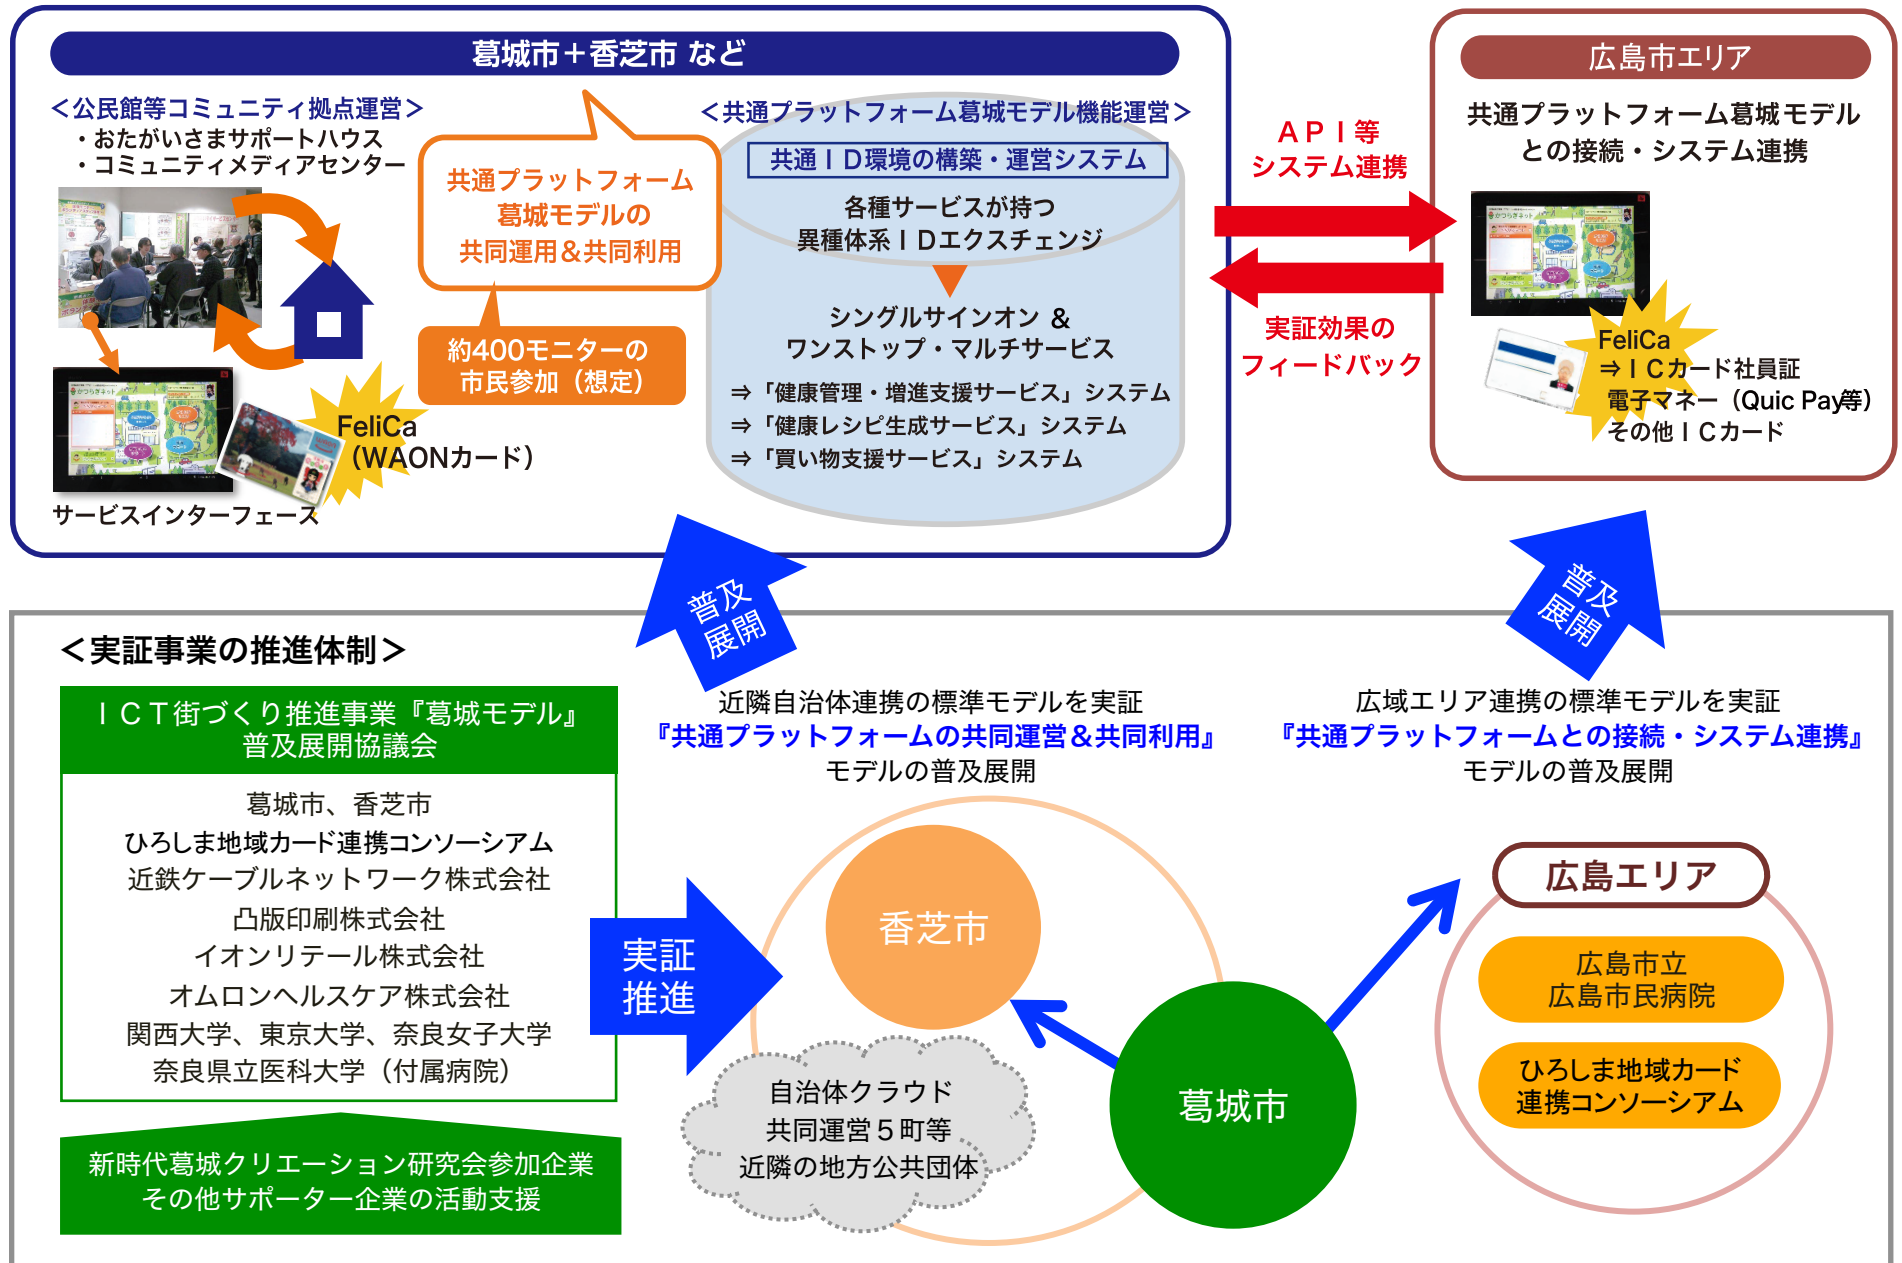 葛城市＋香芝市 など
＜公民館等コミュニティ拠点運営＞
・おたがいさまサポートハウス
・コミュニティメディアセンター
共通プラットフォーム
葛城モデルの
共同運用＆共同利用
約400モニターの
市民参加（想定）
かつらぎネット
FeliCa
（WAONカード）
サービスインターフェース
＜共通プラットフォーム葛城モデル機能運営＞
共通ＩＤ環境の構築・運営システム
各種サービスが持つ
異種体系ＩＤエクスチェンジ
シングルサインオン ＆
ワンストップ・マルチサービス
⇒「健康管理・増進支援サービス」システム
⇒「健康レシピ生成サービス」システム
⇒「買い物支援サービス」システム
ＡＰＩ等
システム連携
実証効果の
フィードバック
広島市エリア
共通プラットフォーム葛城モデル
との接続・システム連携
かつらぎネット
FeliCa
⇒ＩＣカード社員証
電子マネー（Quic Pay等）
その他ＩＣカード
普及
展開
普及
展開
＜実証事業の推進体制＞
ＩＣＴ街づくり推進事業『葛城モデル』
普及展開協議会
葛城市、香芝市
ひろしま地域カード連携コンソーシアム
近鉄ケーブルネットワーク株式会社
凸版印刷株式会社
イオンリテール株式会社
オムロンヘルスケア株式会社
関西大学、東京大学、奈良女子大学
奈良県立医科大学（付属病院）
新時代葛城クリエーション研究会参加企業
その他サポーター企業の活動支援
実証
推進
近隣自治体連携の標準モデルを実証
『共通プラットフォームの共同運営＆共同利用』
モデルの普及展開
香芝市
自治体クラウド
共同運営５町等
近隣の地方公共団体
葛城市
広域エリア連携の標準モデルを実証
『共通プラットフォームとの接続・システム連携』
モデルの普及展開
広島エリア
広島市立
広島市民病院
ひろしま地域カード
連携コンソーシアム